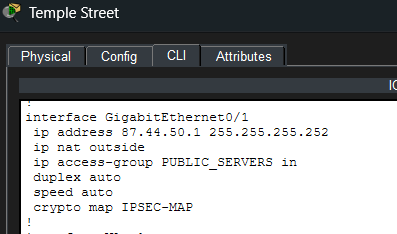 Temple Street
Physical Config CLI Attributes
!
interface GigabitEthernet0/1
ip address 87.44.50.1 255.255.255.252
ip nat outside
ip access-group PUBLIC_SERVERS in
duplex auto
speed auto
crypto map IPSEC-MAP
!